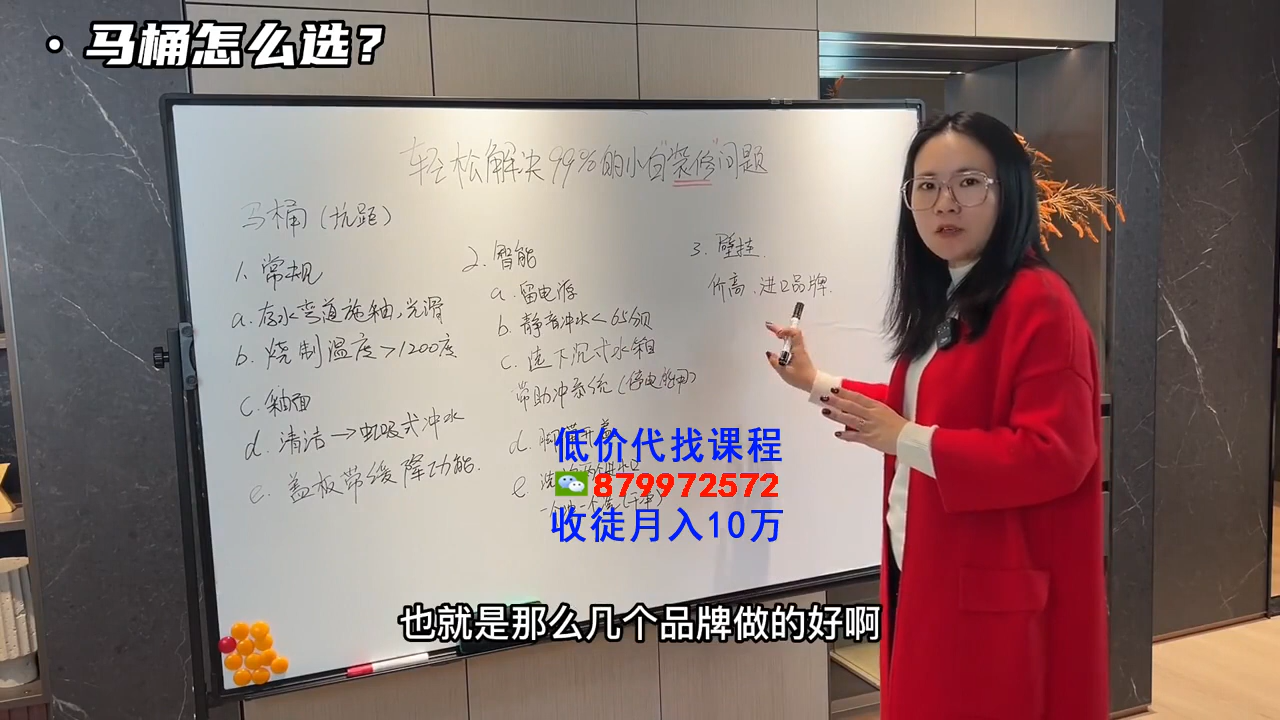 ·马桶怎么选？
轻松解决99%的小白"装修"问题
马桶（坑距）
1. 常规
a. 存水弯道施釉,光滑
b. 烧制温度>1200度
c. 釉面
d. 清洁→虹吸式冲水
e. 盖板带缓降功能.
2. 智能
a. 留电源
b. 静音冲水<65分贝
c. 选下沉式水箱
带助冲系统(停电能用)
d.
e
3. 壁挂.
价高.进口品牌.
低价代找课程
879972572
收徒月入10万
也就是那么几个品牌做的好啊